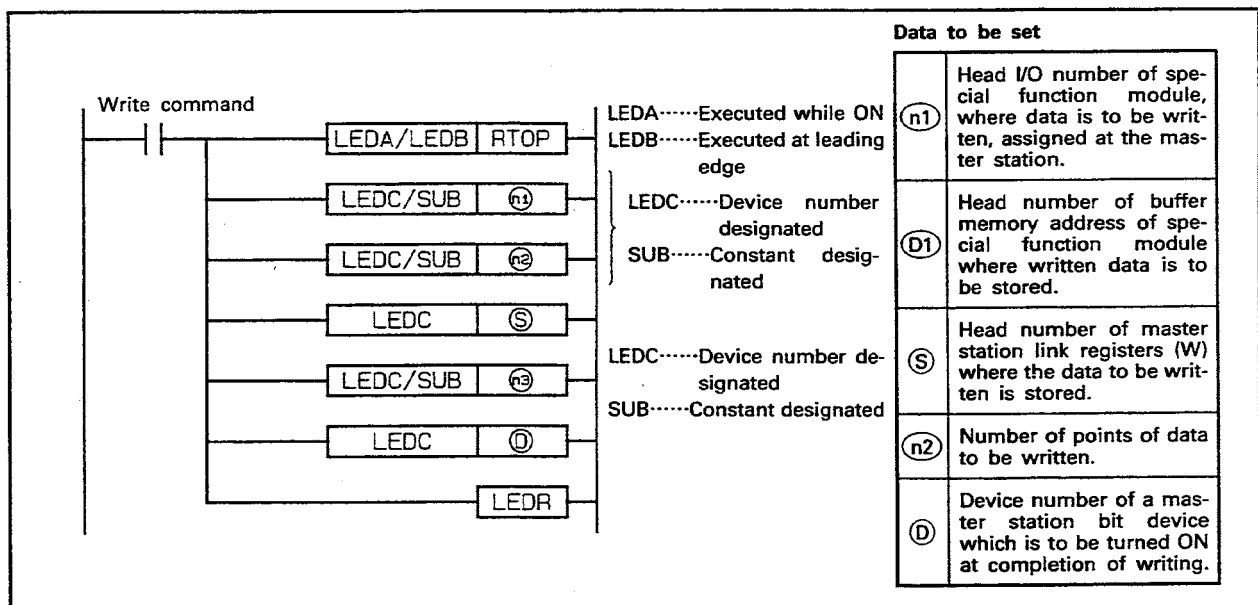 Write command
LEDA/LEDB RTOP
LEDC/SUB n1
LEDC/SUB n2
LEDC S
LEDC/SUB n3
LEDC D
LEDR
LEDA······Executed while ON
LEDB······Executed at leading
edge
LEDC······Device number
designated
SUB······Constant desig-
nated
LEDC······Device number de-
signated
SUB······Constant designated
Data to be set
n1
Head I/O number of spe-
cial function module,
where data is to be writ-
ten, assigned at the mas-
ter station.
D1
Head number of buffer
memory address of spe-
cial function module
where written data is to
be stored.
S
Head number of master
station link registers (W)
where the data to be writ-
ten is stored.
n2
Number of points of data
to be written.
D
Device number of a mas-
ter station bit device
which is to be turned ON
at completion of writing.